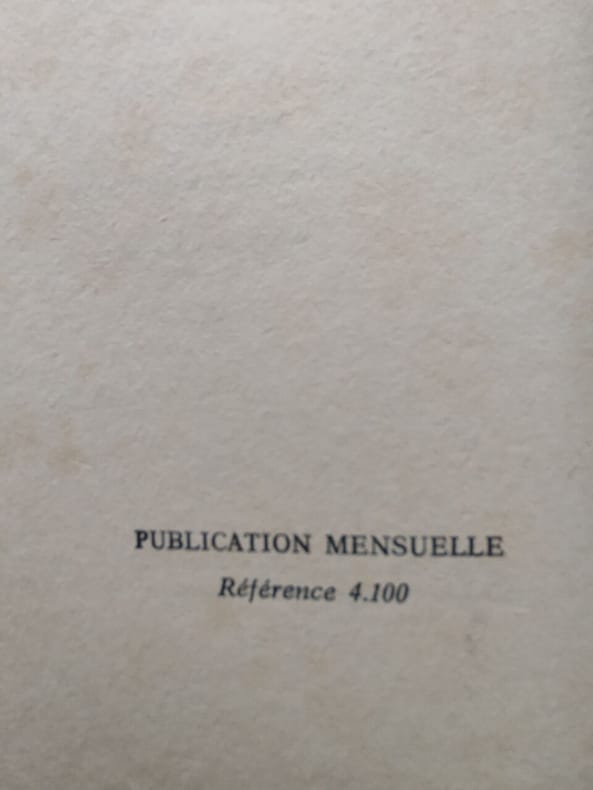 PUBLICATION MENSUELLE
Référence 4.100